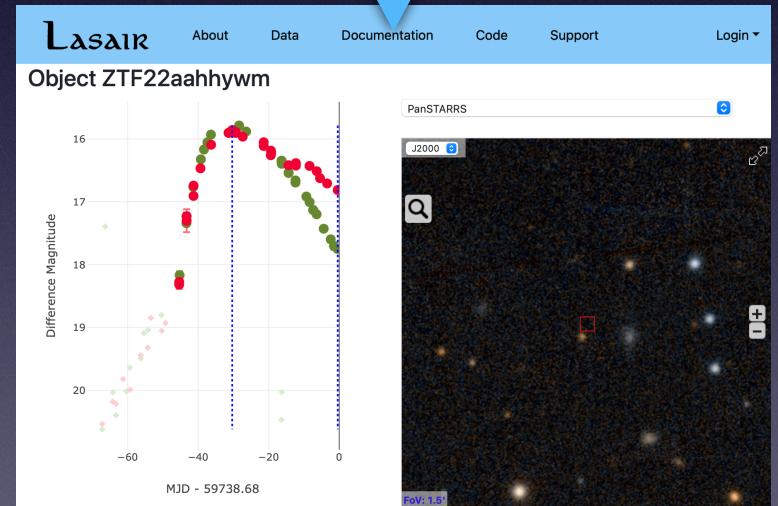 LASAIR About Data Documentation Code Support Login
Object ZTF22aahhywm
PanSTARRS
J2000
16
17
18
19
20
Difference Magnitude
−60 −40 −20 0
MJD - 59738.68
+
−
FoV: 1.5'